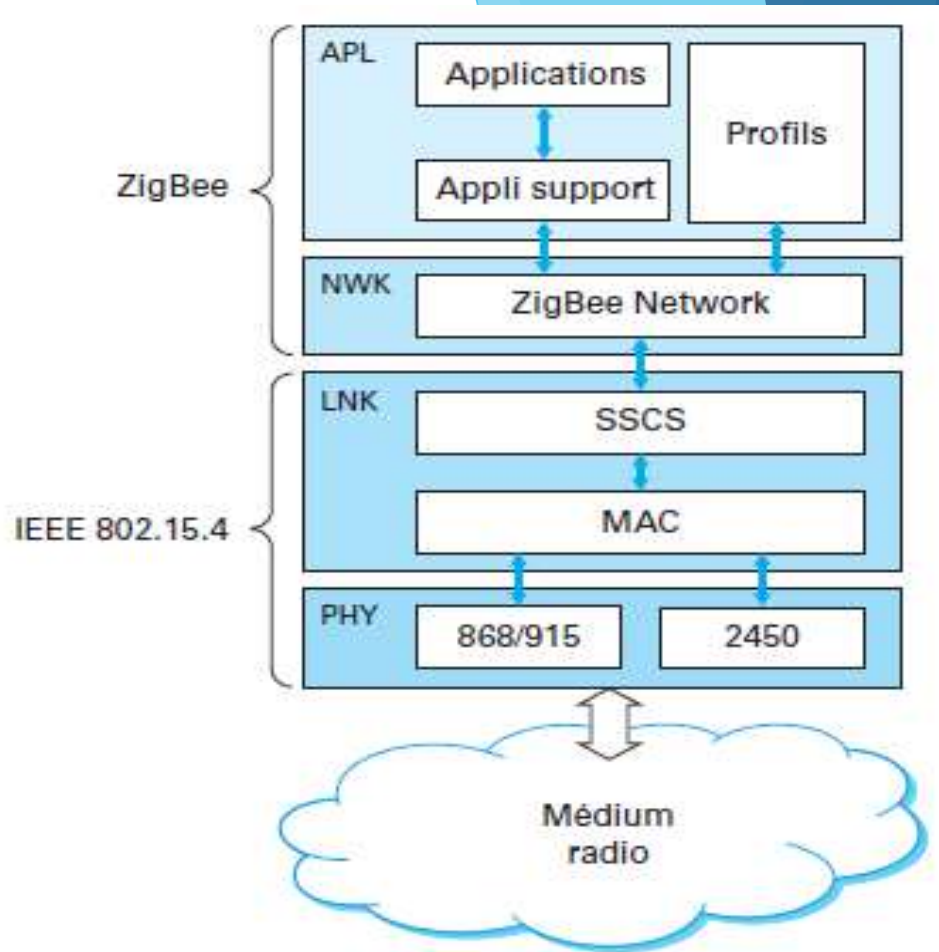 APL
Applications
Profils
ZigBee
Appli support
NWK
ZigBee Network
LNK
SSCS
IEEE 802.15.4
MAC
PHY
868/915
2450
Médium
radio